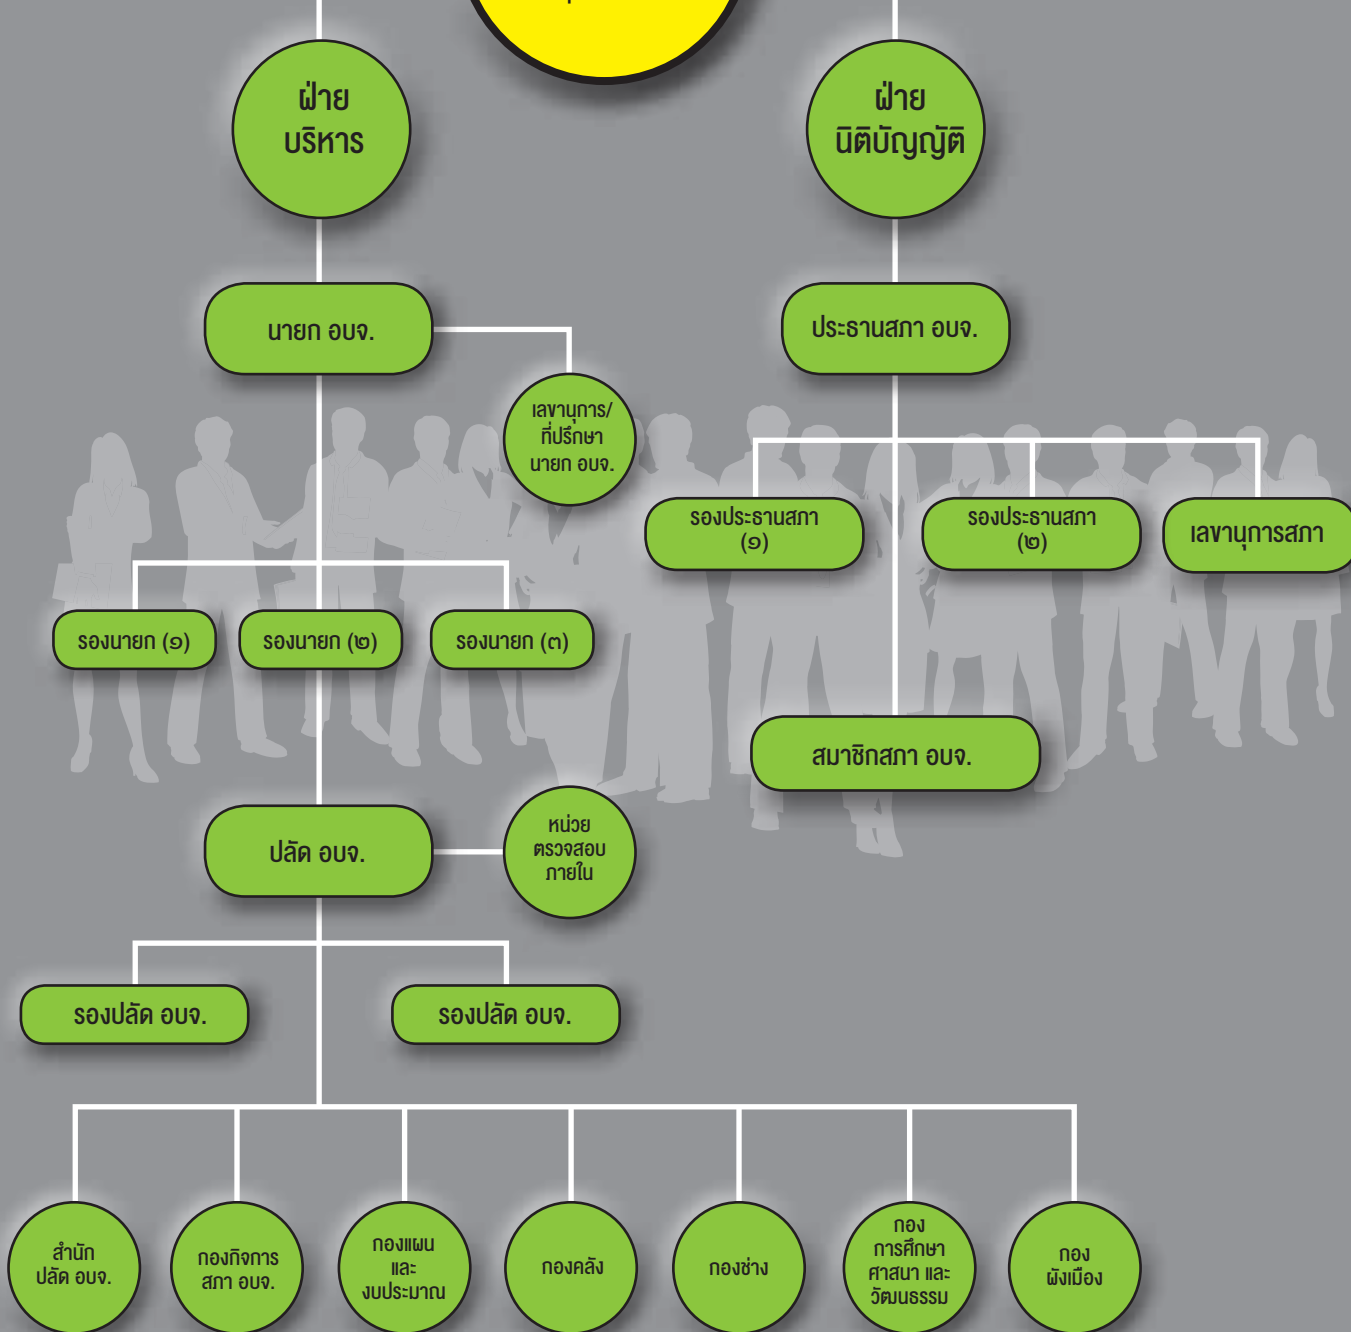 ฝ่าย
บริหาร
ฝ่าย
นิติบัญญัติ
นายก อบจ.
ประธานสภา อบจ.
เลขานุการ/
ที่ปรึกษา
นายก อบจ.
รองประธานสภา
(๑)
รองประธานสภา
(๒)
เลขานุการสภา
รองนายก (๑)
รองนายก (๒)
รองนายก (๓)
สมาชิกสภา อบจ.
ปลัด อบจ.
หน่วย
ตรวจสอบ
ภายใน
รองปลัด อบจ.
รองปลัด อบจ.
สำนัก
ปลัด อบจ.
กองกิจการ
สภา อบจ.
กองแผน
และ
งบประมาณ
กองคลัง
กองช่าง
กอง
การศึกษา
ศาสนา และ
วัฒนธรรม
กอง
ผังเมือง